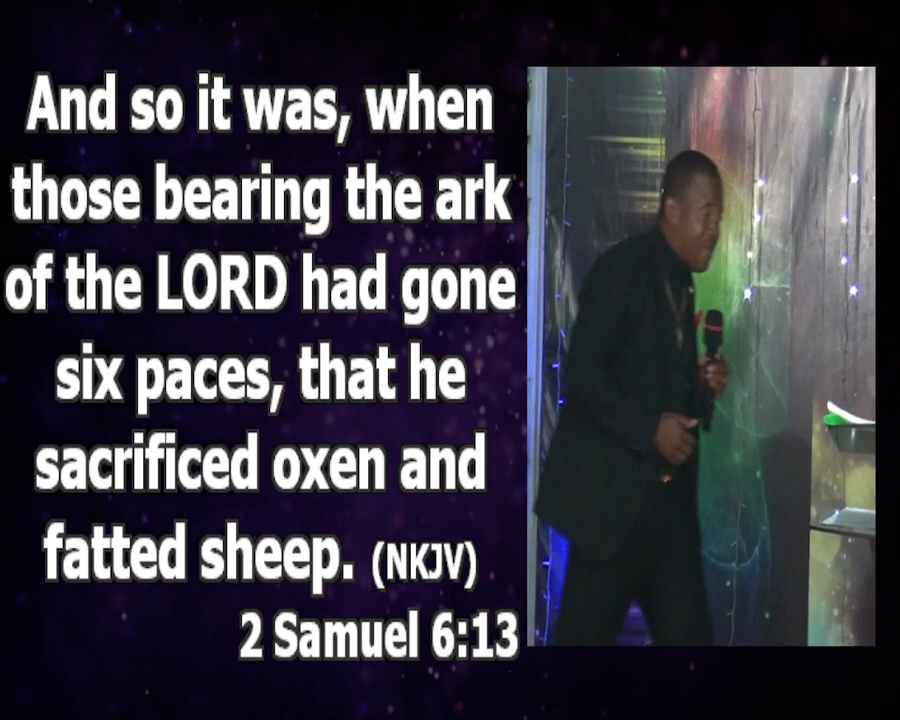 And so it was, when
those bearing the ark
of the LORD had gone
six paces, that he
sacrificed oxen and
fatted sheep. (NKJV)
2 Samuel 6:13